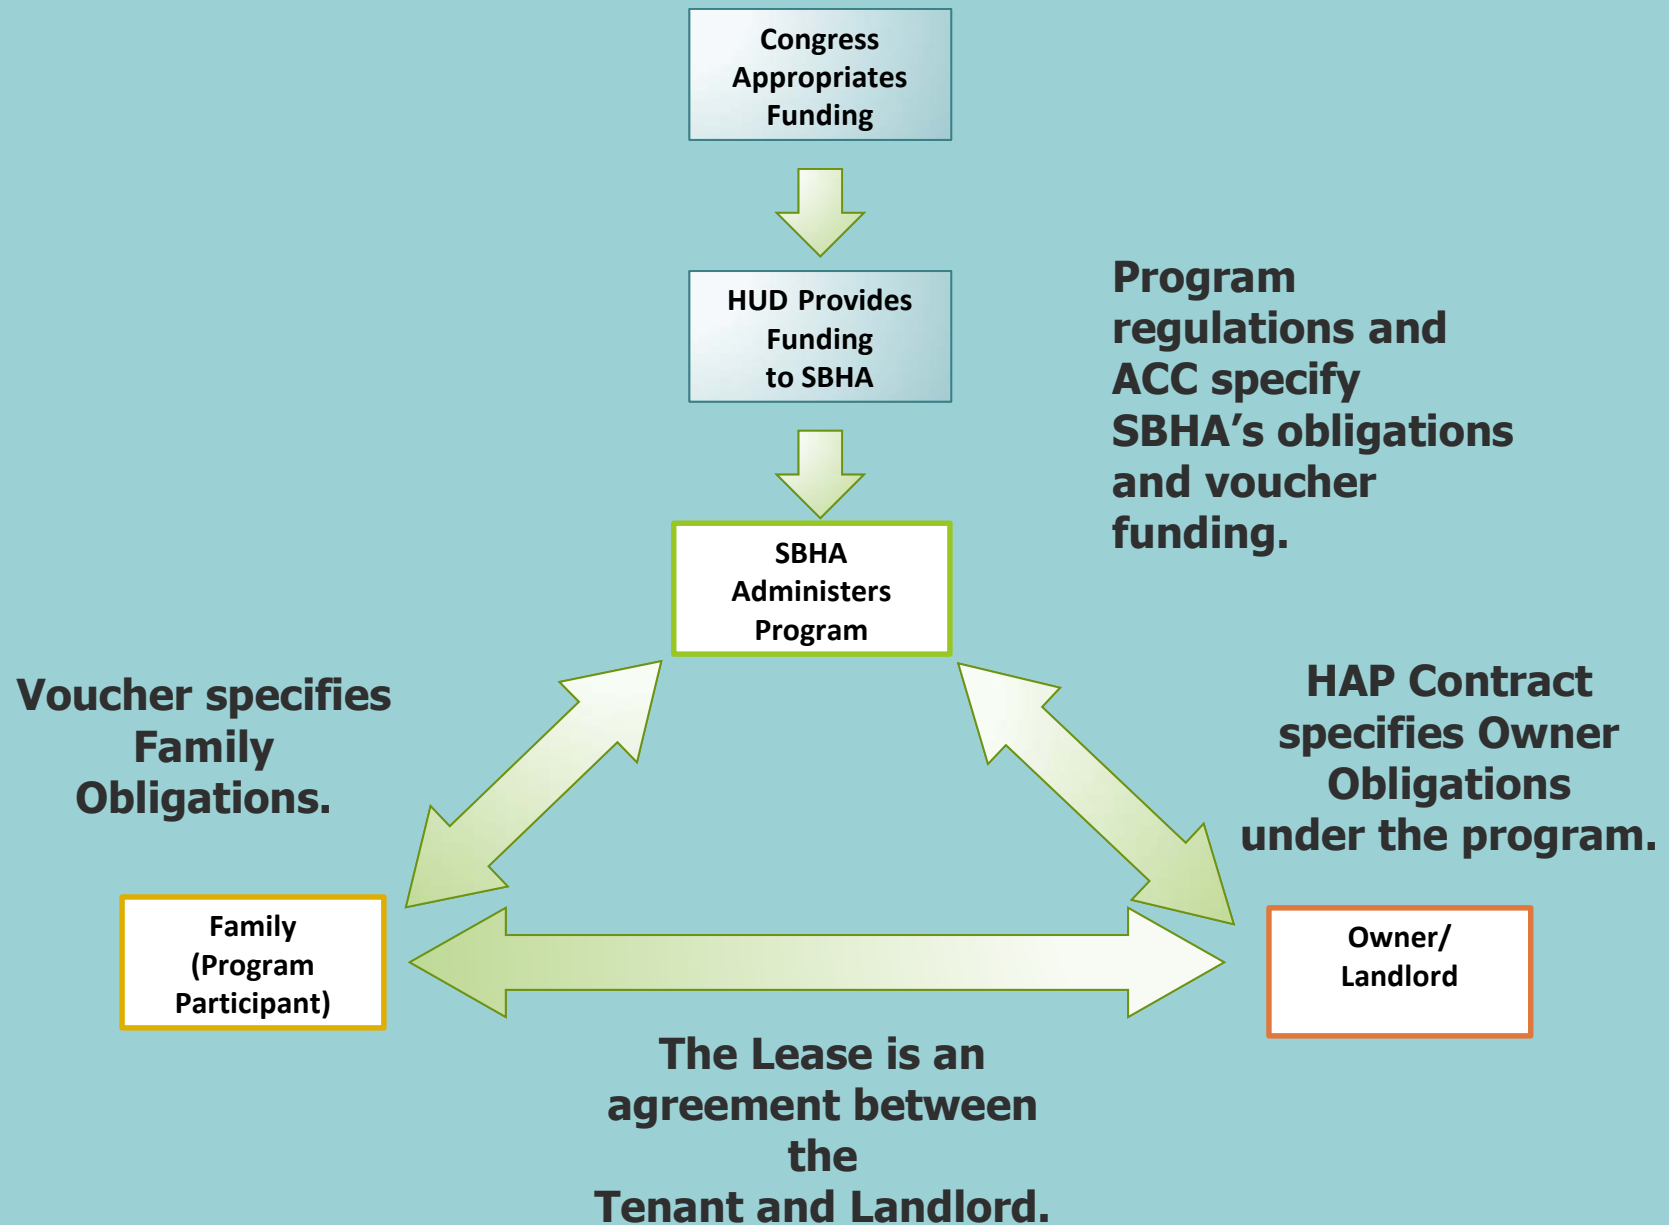 Congress
Appropriates
Funding
HUD Provides
Funding
to SBHA
Program
regulations and
ACC specify
SBHA’s obligations
and voucher
funding.
SBHA
Administers
Program
Voucher specifies
Family
Obligations.
HAP Contract
specifies Owner
Obligations
under the program.
Family
(Program
Participant)
Owner/
Landlord
The Lease is an
agreement between
the
Tenant and Landlord.